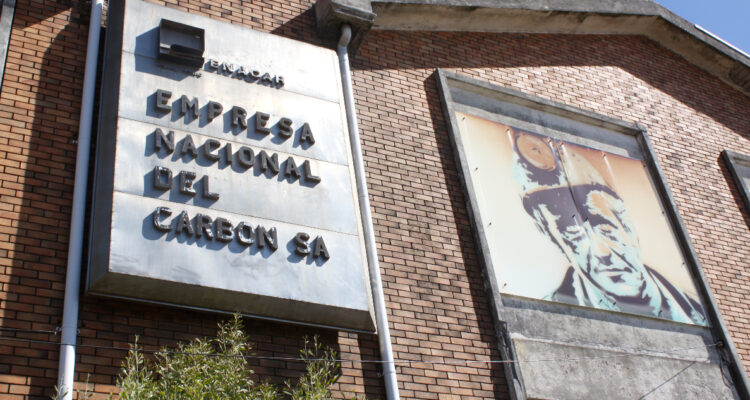 ENACAR
EMPRESA
NACIONAL
DEL
CARBON SA